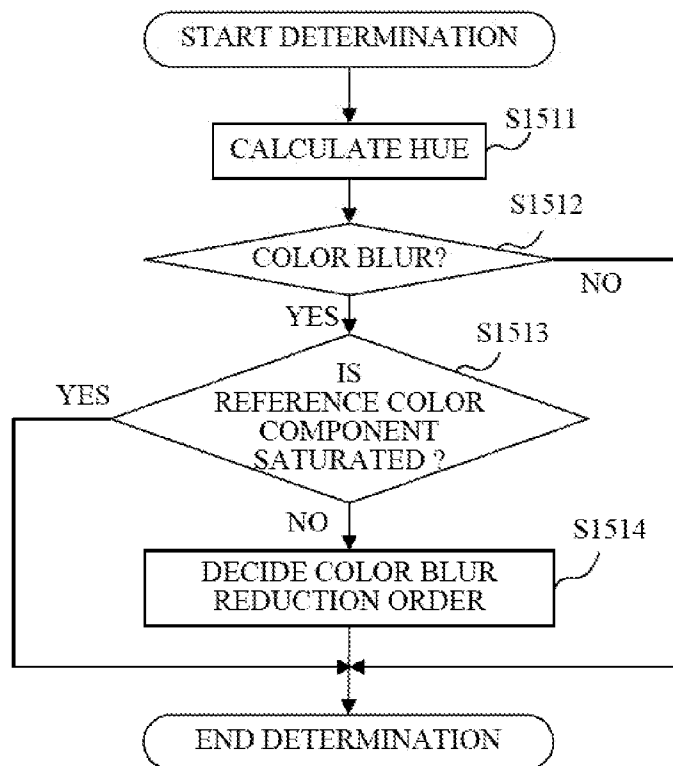 START DETERMINATION
S1511
CALCULATE HUE
S1512
COLOR BLUR?
NO
YES
S1513
YES
IS
REFERENCE COLOR
COMPONENT
SATURATED ?
NO
S1514
DECIDE COLOR BLUR
REDUCTION ORDER
END DETERMINATION